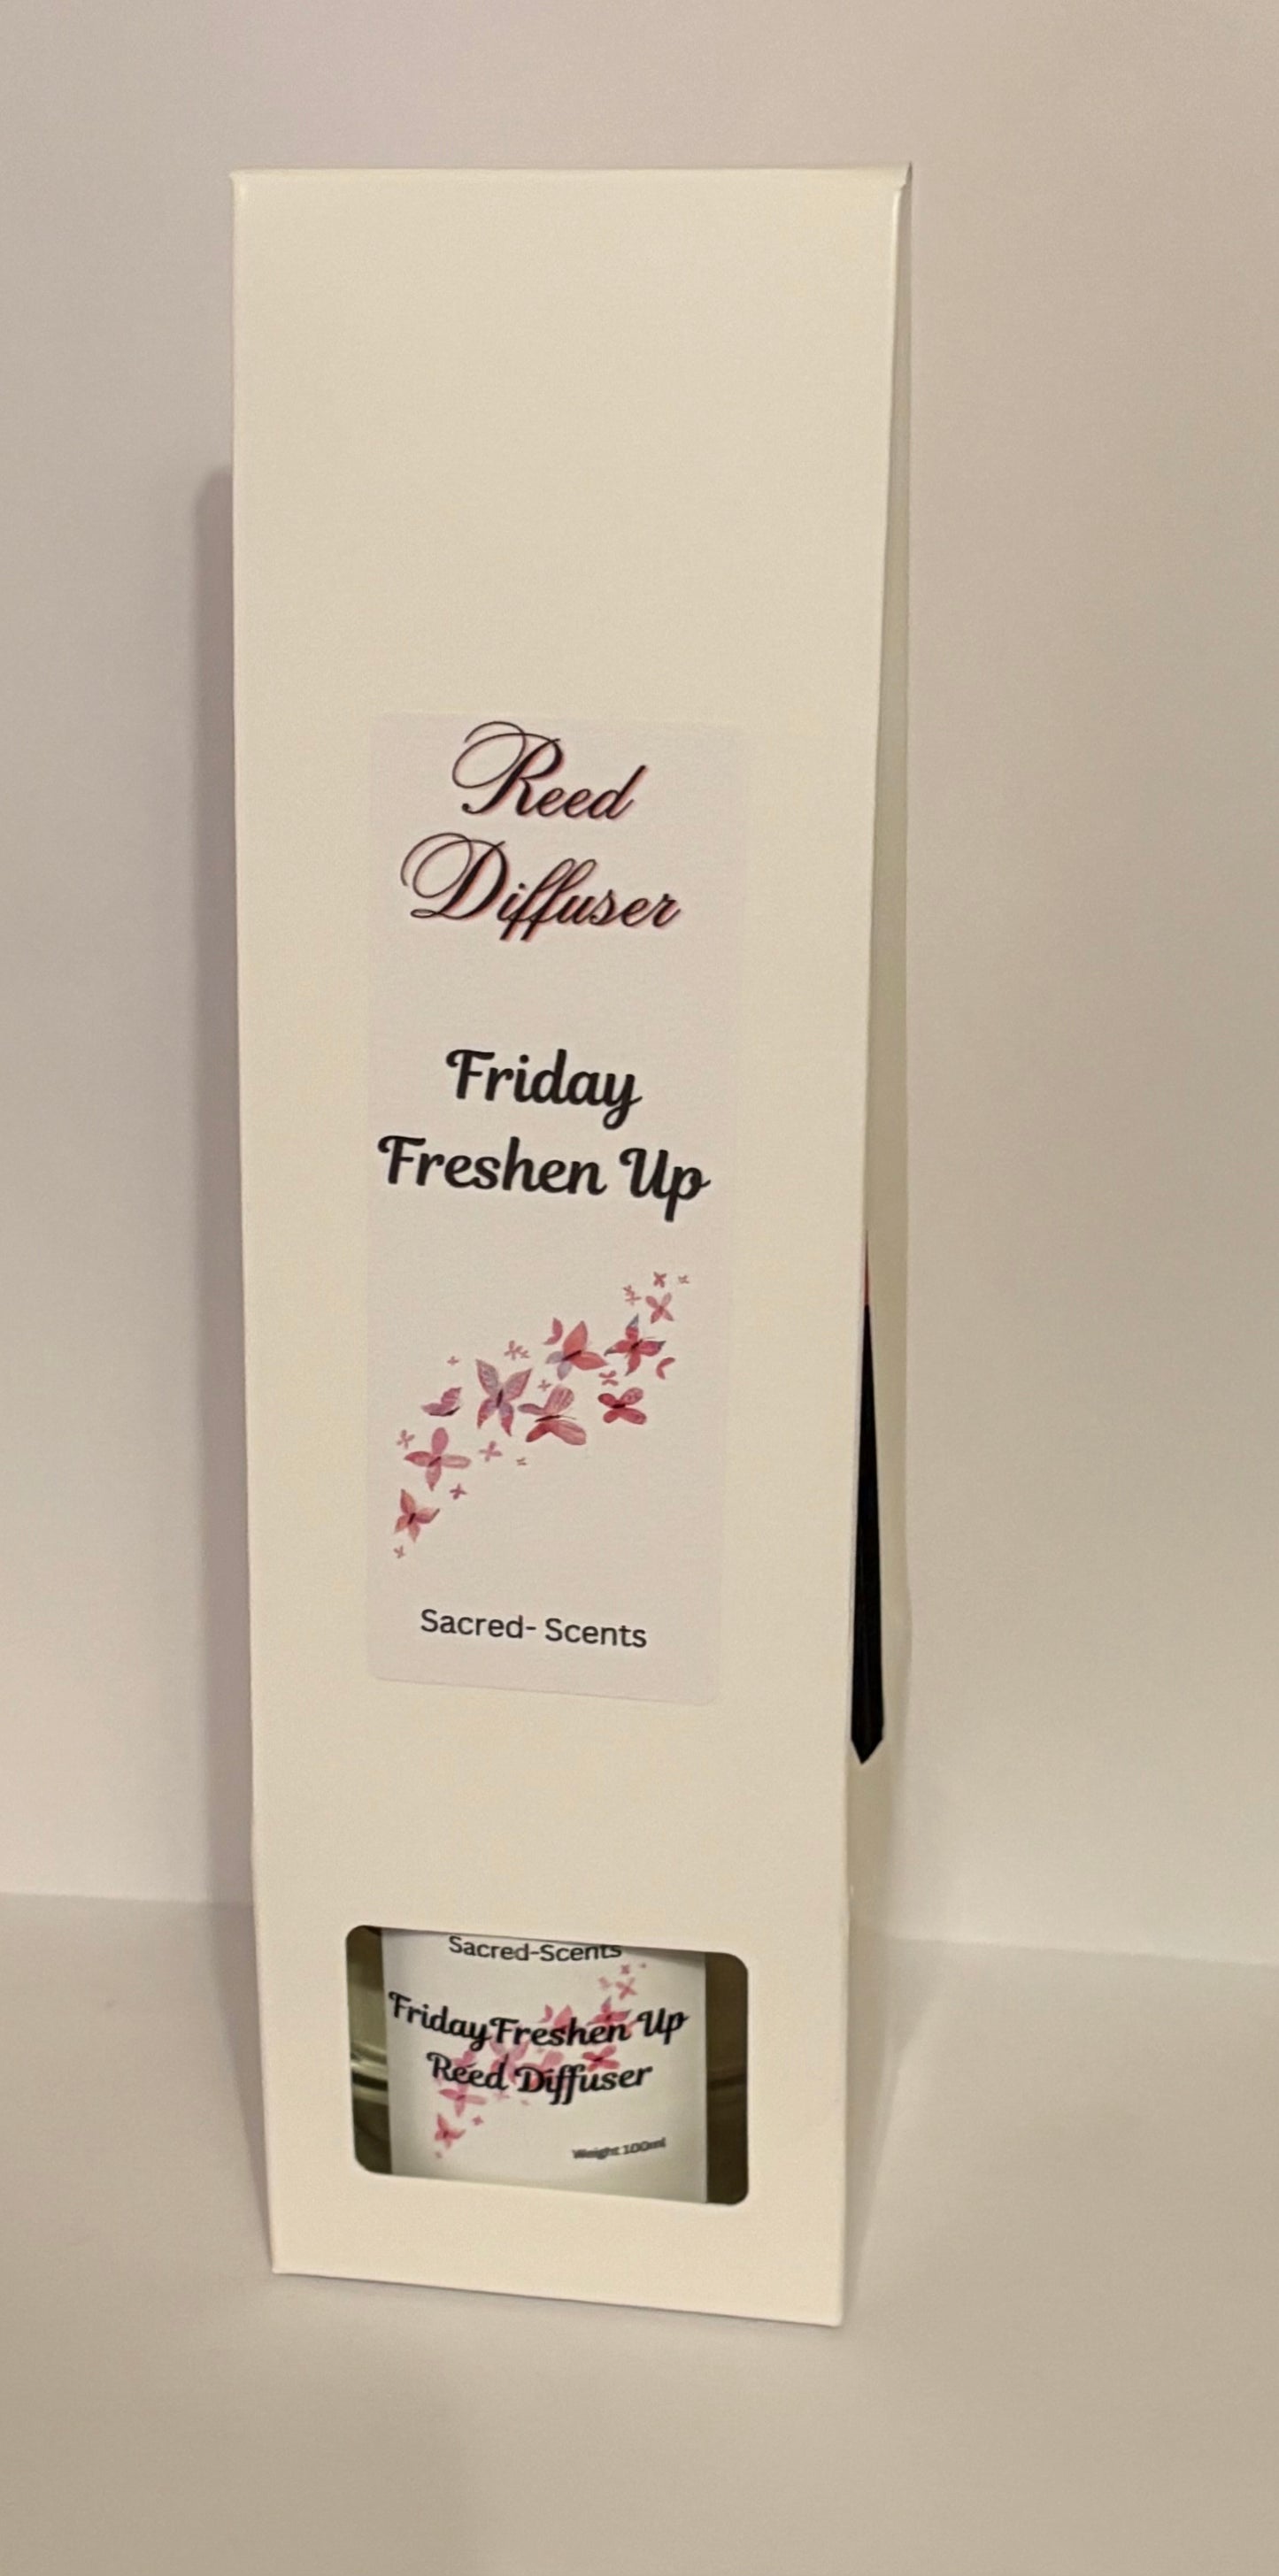 Reed
Diffuser
Friday
Freshen Up
Sacred- Scents
Sacred-Scents
FridayFreshen Up
Reed Diffuser
Weight 100ml